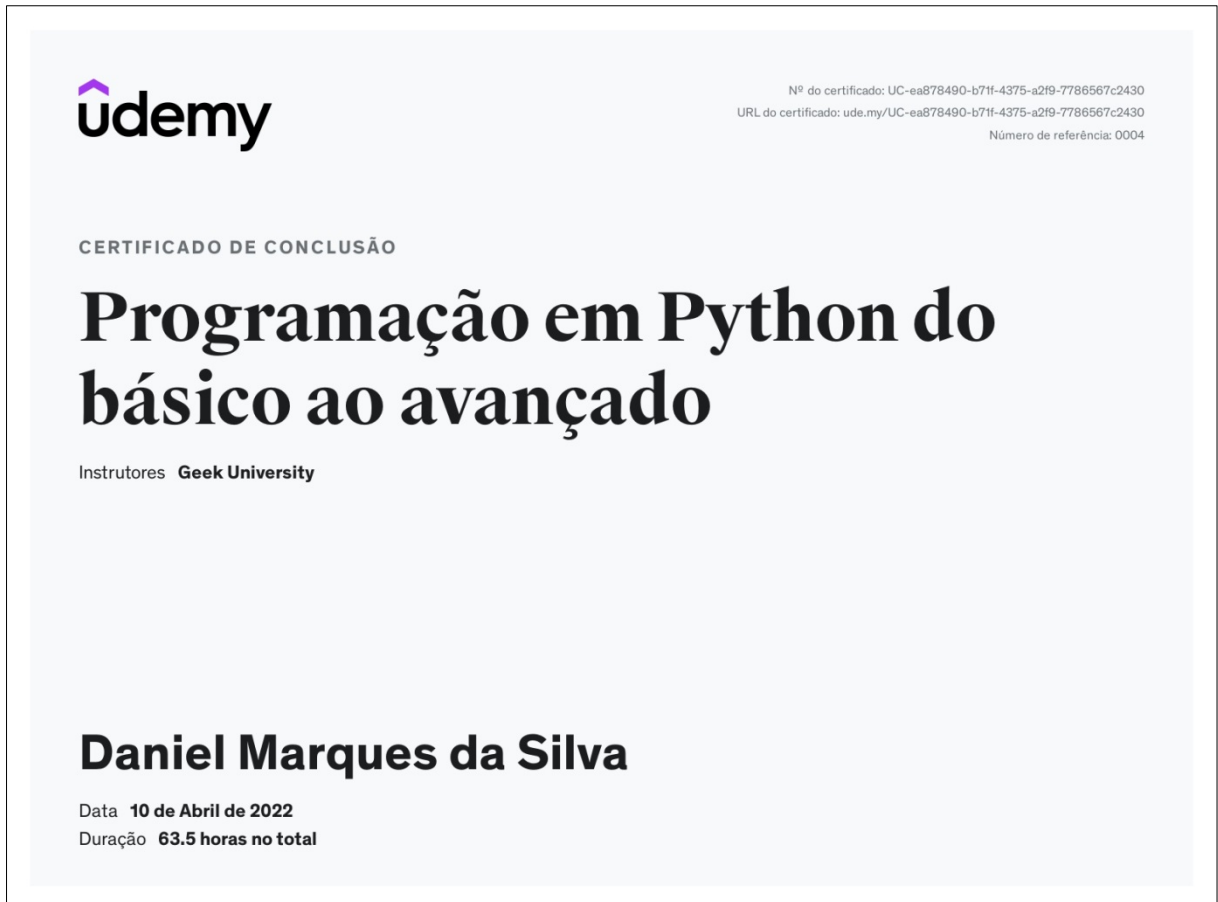 ûdemy
Nº do certificado: UC-ea878490-b71f-4375-a2f9-7786567c2430
URL do certificado: ude.my/UC-ea878490-b71f-4375-a2f9-7786567c2430
Número de referência: 0004
CERTIFICADO DE CONCLUSÃO
Programação em Python do
básico ao avançado
Instrutores Geek University
Daniel Marques da Silva
Data 10 de Abril de 2022
Duração 63.5 horas no total